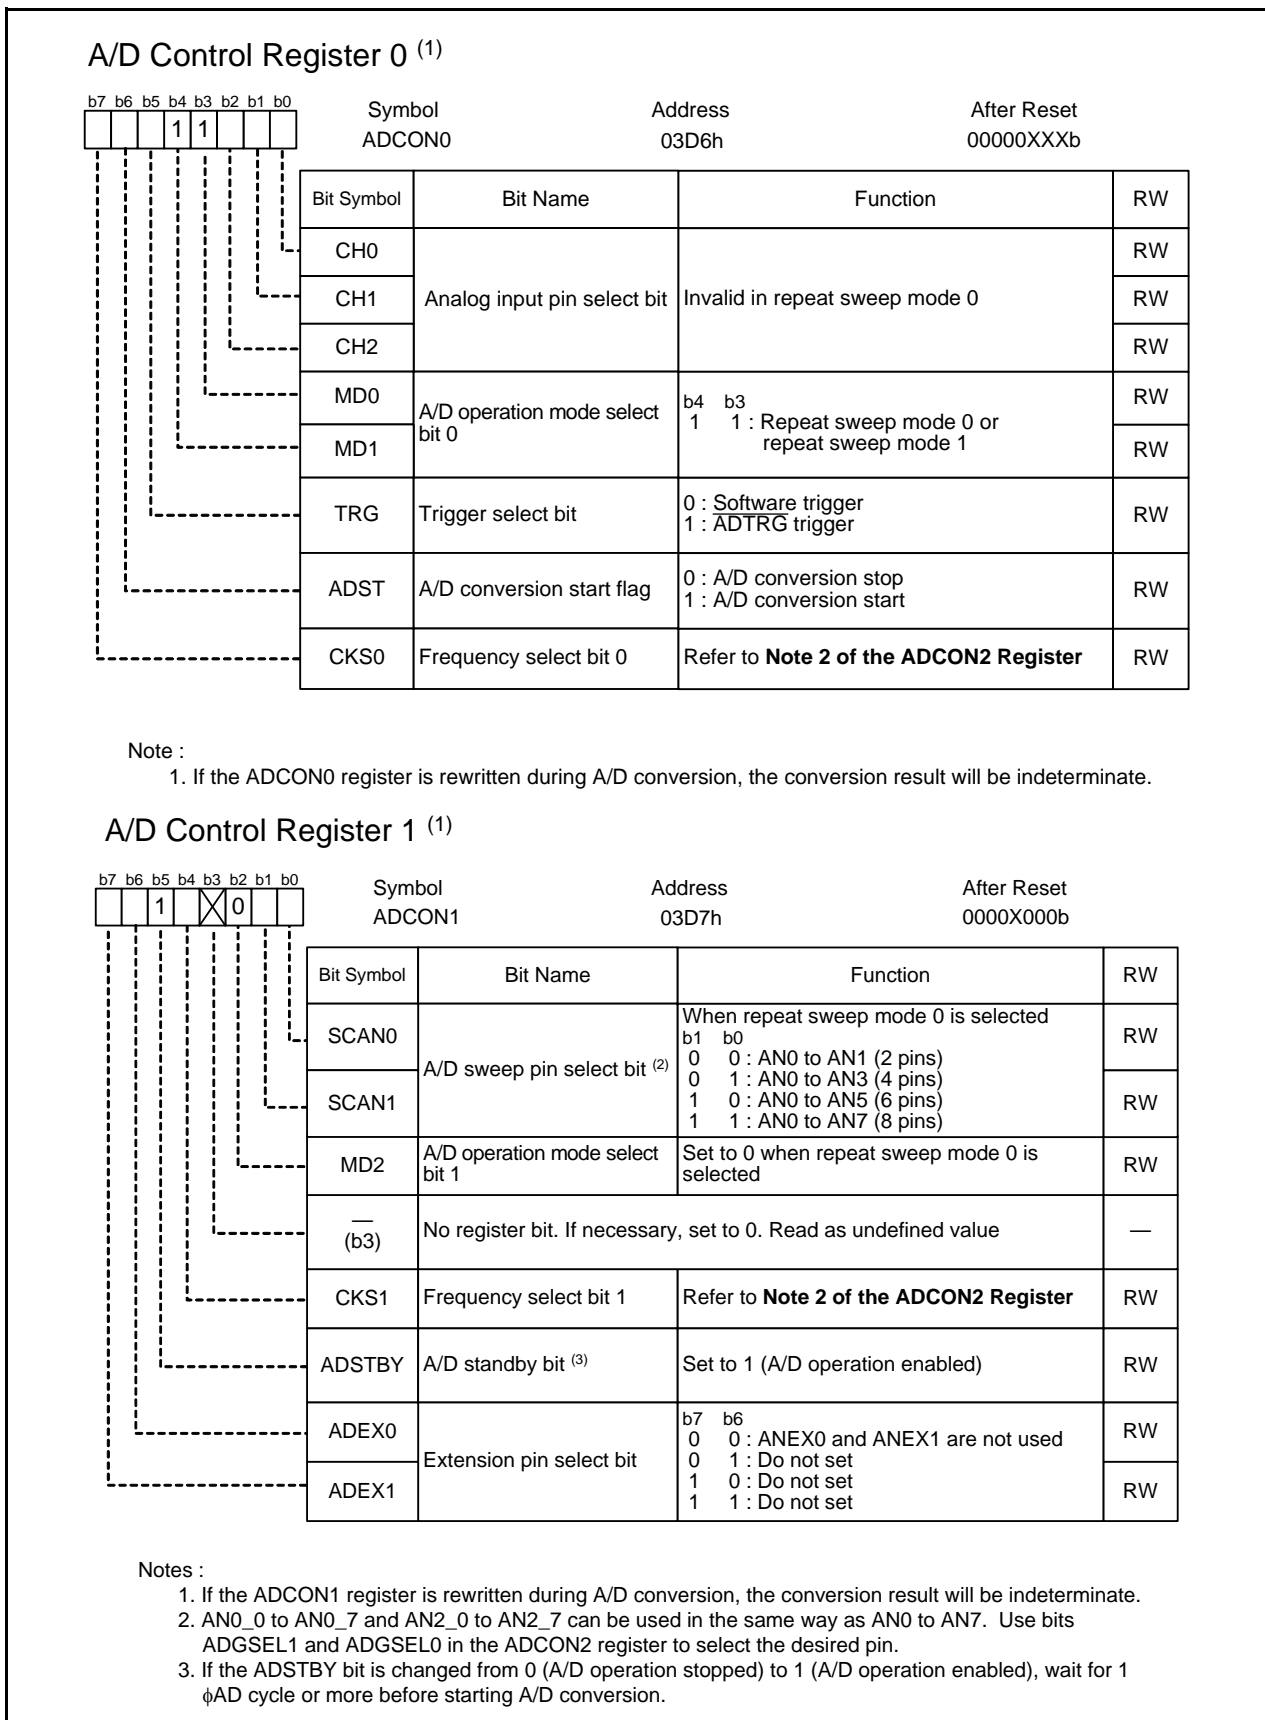 A/D Control Register 0 (1)
b7 b6 b5 b4 b3 b2 b1 b0
1 1
Symbol Address After Reset
ADCON0 03D6h 00000XXXb
Bit Symbol Bit Name Function RW
CH0 RW
CH1 Analog input pin select bit Invalid in repeat sweep mode 0 RW
CH2 RW
MD0 RW
A/D operation mode select
bit 0
b4 b3
1 1 : Repeat sweep mode 0 or
repeat sweep mode 1
MD1 RW
TRG Trigger select bit
0 : Software trigger
1 : ADTRG trigger
RW
ADST A/D conversion start flag
0 : A/D conversion stop
1 : A/D conversion start
RW
CKS0 Frequency select bit 0 Refer to Note 2 of the ADCON2 Register RW
Note :
1. If the ADCON0 register is rewritten during A/D conversion, the conversion result will be indeterminate.
A/D Control Register 1 (1)
b7 b6 b5 b4 b3 b2 b1 b0
1 0
Symbol Address After Reset
ADCON1 03D7h 0000X000b
Bit Symbol Bit Name Function RW
SCAN0 RW
A/D sweep pin select bit (2)
When repeat sweep mode 0 is selected
b1 b0
0 0 : AN0 to AN1 (2 pins)
0 1 : AN0 to AN3 (4 pins)
1 0 : AN0 to AN5 (6 pins)
1 1 : AN0 to AN7 (8 pins)
SCAN1 RW
MD2
A/D operation mode select
bit 1
Set to 0 when repeat sweep mode 0 is
selected
RW
—
(b3)
No register bit. If necessary, set to 0. Read as undefined value —
CKS1 Frequency select bit 1 Refer to Note 2 of the ADCON2 Register RW
ADSTBY A/D standby bit (3) Set to 1 (A/D operation enabled) RW
ADEX0 RW
Extension pin select bit
b7 b6
0 0 : ANEX0 and ANEX1 are not used
0 1 : Do not set
1 0 : Do not set
1 1 : Do not set
ADEX1 RW
Notes :
1. If the ADCON1 register is rewritten during A/D conversion, the conversion result will be indeterminate.
2. AN0_0 to AN0_7 and AN2_0 to AN2_7 can be used in the same way as AN0 to AN7. Use bits
ADGSEL1 and ADGSEL0 in the ADCON2 register to select the desired pin.
3. If the ADSTBY bit is changed from 0 (A/D operation stopped) to 1 (A/D operation enabled), wait for 1
ϕAD cycle or more before starting A/D conversion.